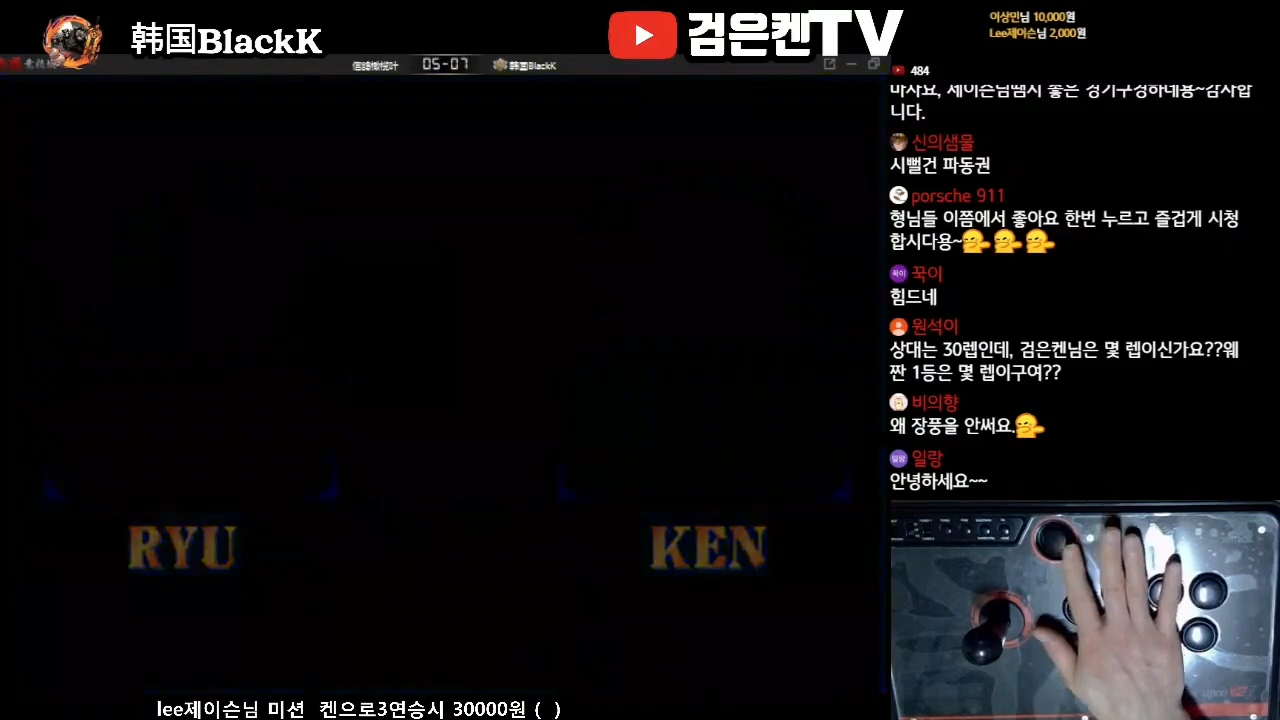 韩国BlackK
검은켄TV
이상민님 10,000원
Lee제이슨님 2,000원
05-07
韩国BlackK
484
니다.
신의샘물
시뻘건 파동권
porsche 911
형님들 이쯤에서 좋아요 한번 누르고 즐겁게 시청
합시다용~
꾹이
힘드네
원석이
상대는 30렙인데, 검은켄님은 몇 렙이신가요??웨
짠 1등은 몇 렙이구여??
비의향
왜 장풍을 안써요.
일랑
안녕하세요~~
RYU
KEN
lee제이슨님 미션 켄으로3연승시 30000원 ( )